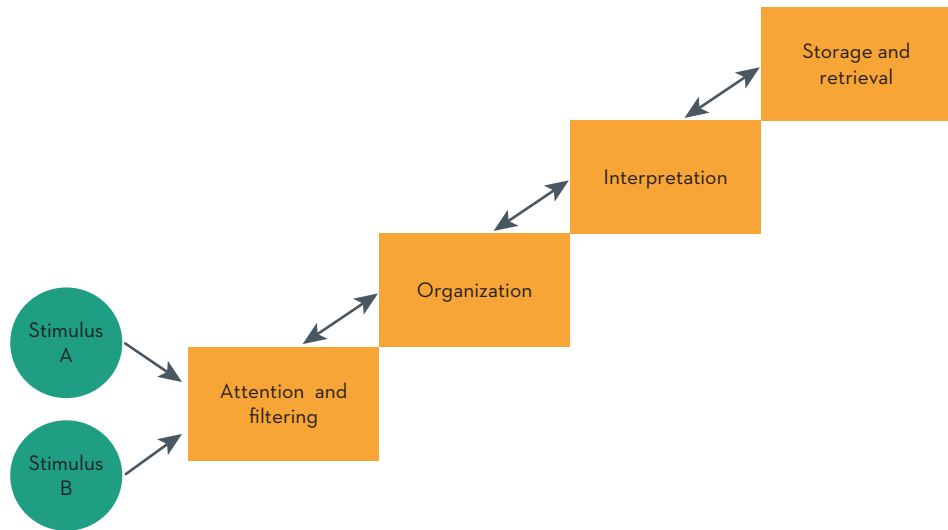 Storage and
retrieval
Interpretation
Organization
Stimulus
A
Attention and
filtering
Stimulus
B